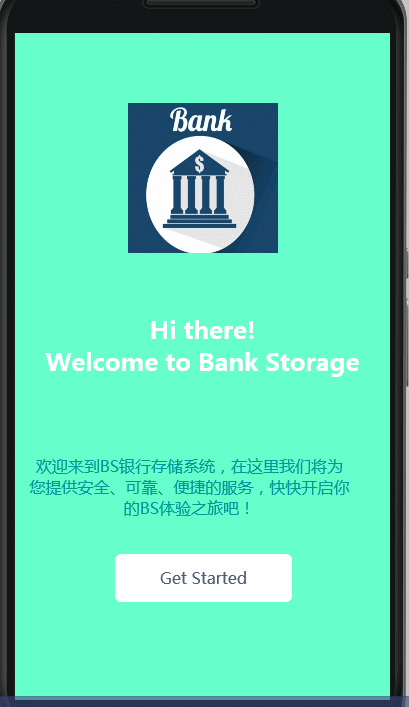 Bank
$
Hi there!
Welcome to Bank Storage
欢迎来到BS银行存储系统，在这里我们将为
您提供安全、可靠、便捷的服务，快快开启你
的BS体验之旅吧！
Get Started